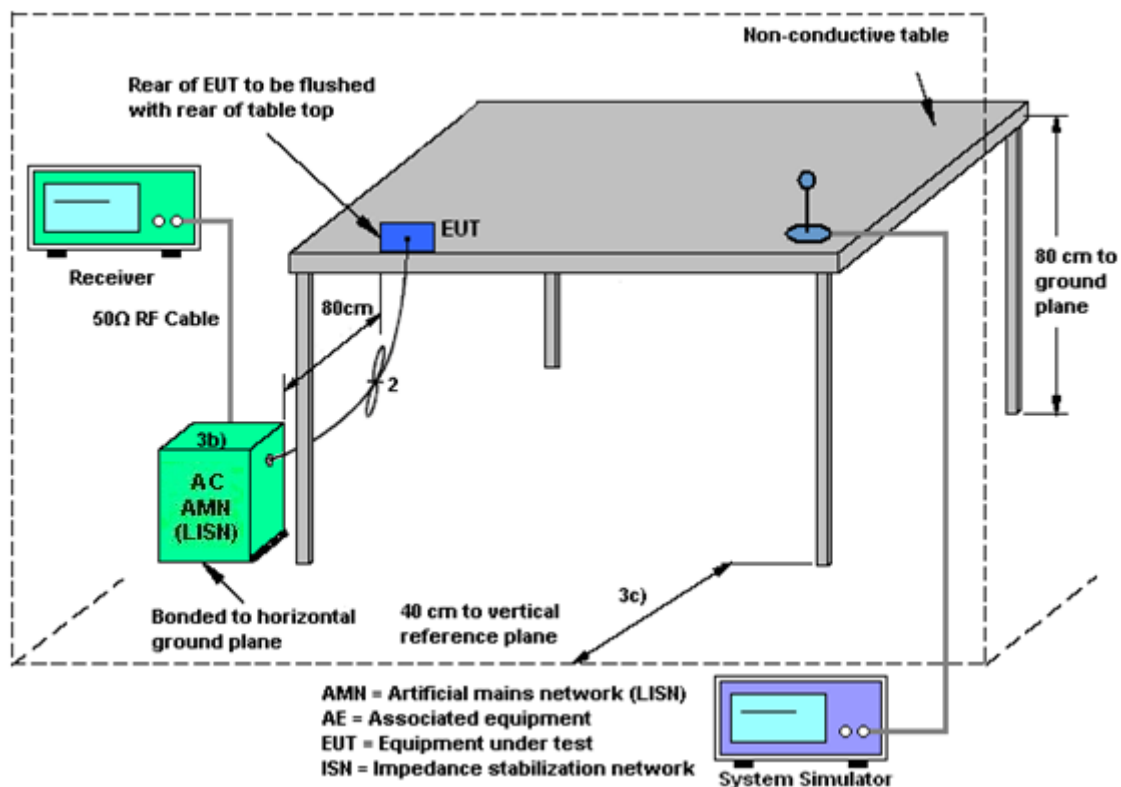 Non-conductive table
Rear of EUT to be flushed
with rear of table top
EUT
Receiver
80cm
80 cm to
ground
plane
50Ω RF Cable
2
3b)
AC
AMN
(LISN)
3c)
Bonded to horizontal
ground plane
40 cm to vertical
reference plane
AMN = Artificial mains network (LISN)
AE = Associated equipment
EUT = Equipment under test
ISN = Impedance stabilization network
System Simulator